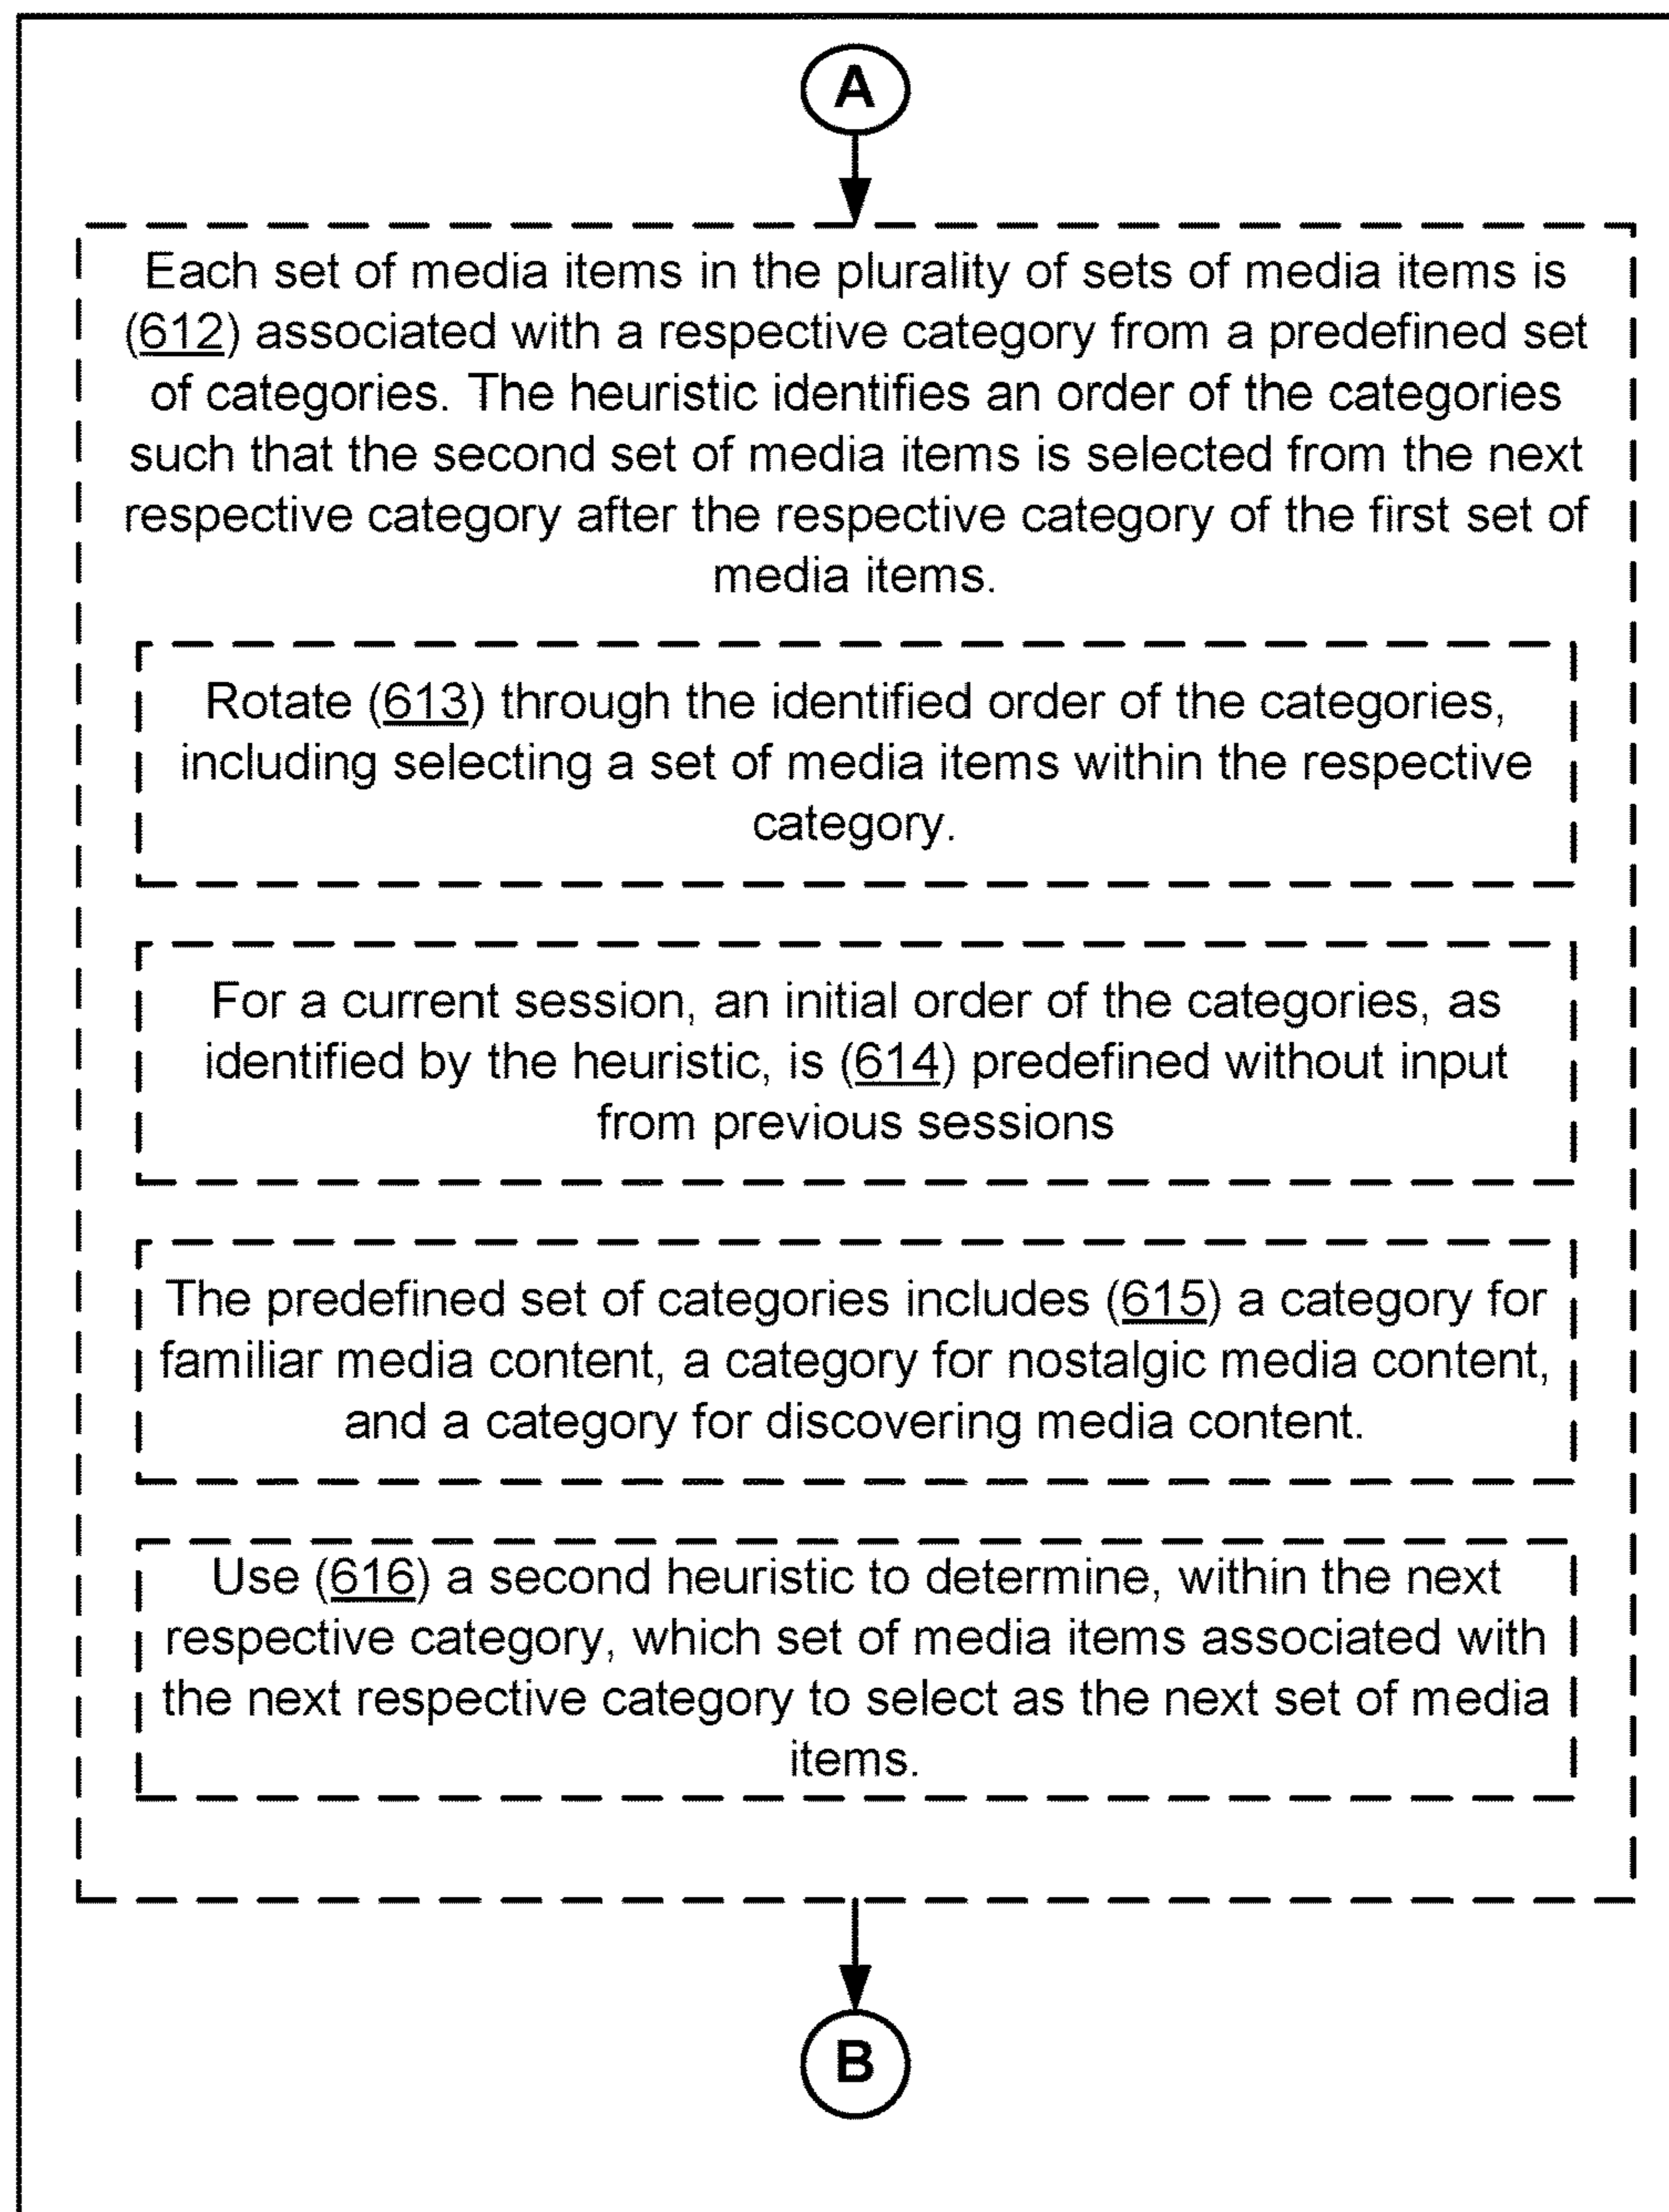 A
Each set of media items in the plurality of sets of media items is
(612) associated with a respective category from a predefined set
of categories. The heuristic identifies an order of the categories
such that the second set of media items is selected from the next
respective category after the respective category of the first set of
media items.
Rotate (613) through the identified order of the categories,
including selecting a set of media items within the respective
category.
For a current session, an initial order of the categories, as
identified by the heuristic, is (614) predefined without input
from previous sessions
The predefined set of categories includes (615) a category for
familiar media content, a category for nostalgic media content,
and a category for discovering media content.
Use (616) a second heuristic to determine, within the next
respective category, which set of media items associated with
the next respective category to select as the next set of media
items.
B